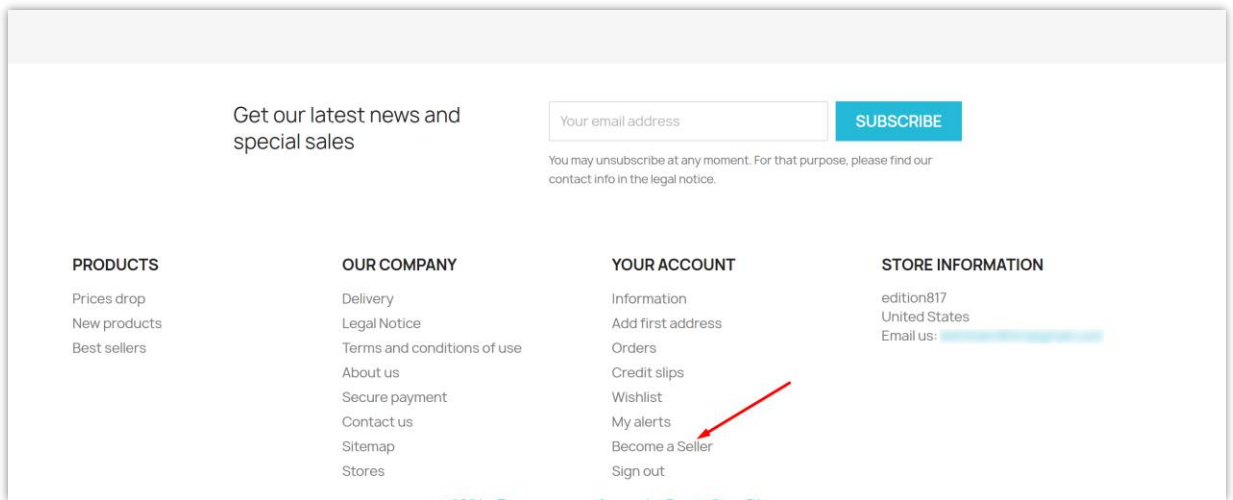 Get our latest news and
special sales
Your email address
SUBSCRIBE
You may unsubscribe at any moment. For that purpose, please find our
contact info in the legal notice.
PRODUCTS
Prices drop
New products
Best sellers
OUR COMPANY
Delivery
Legal Notice
Terms and conditions of use
About us
Secure payment
Contact us
Sitemap
Stores
YOUR ACCOUNT
Information
Add first address
Orders
Credit slips
Wishlist
My alerts
Become a Seller
Sign out
STORE INFORMATION
edition817
United States
Email us: